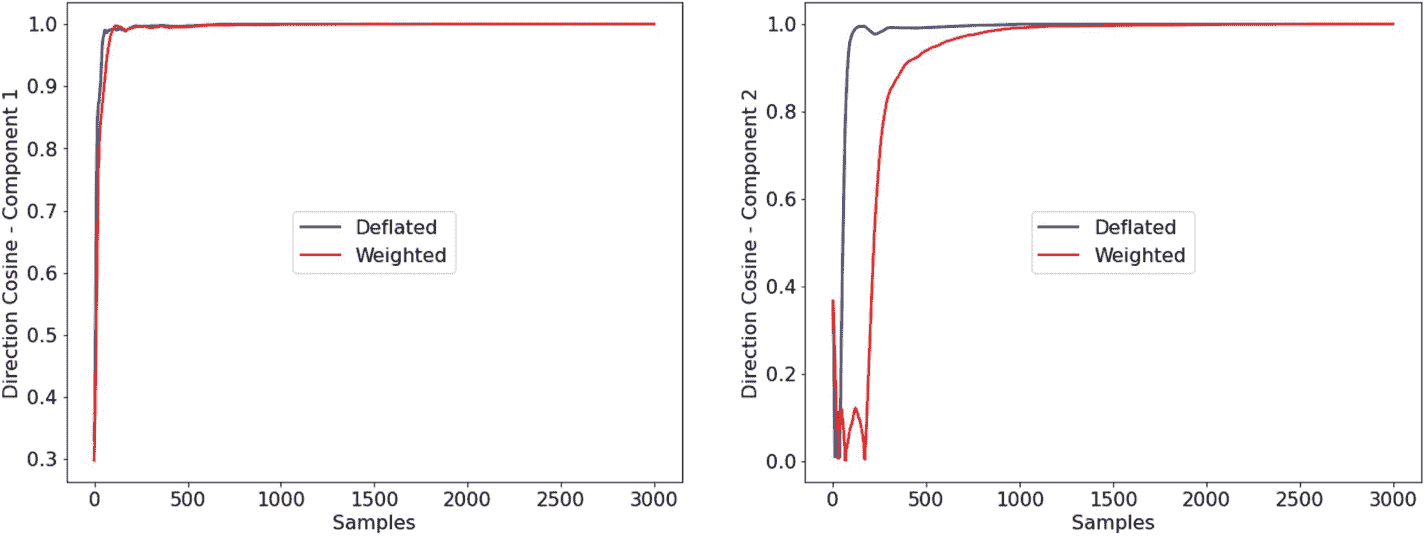 Direction Cosine - Component 1
1.0
0.9
0.8
0.7
0.6
0.5
0.4
0.3
Deflated
Weighted
0 500 1000 1500 2000 2500 3000
Samples
Direction Cosine - Component 2
1.0
0.8
0.6
0.4
0.2
0.0
Deflated
Weighted
0 500 1000 1500 2000 2500 3000
Samples